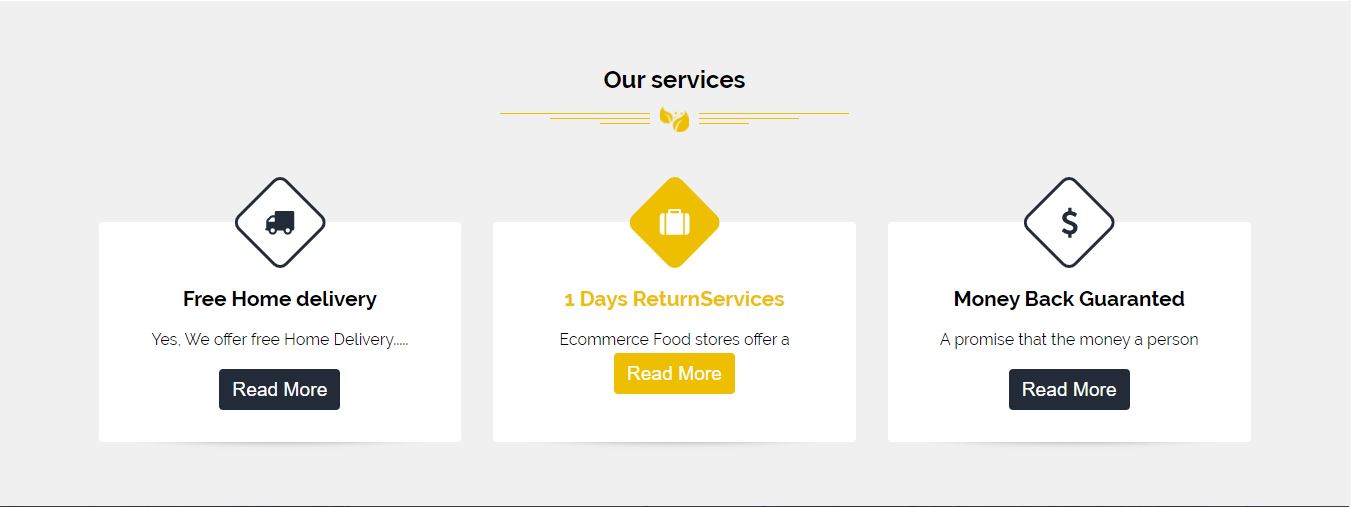 Our services
Free Home delivery
Yes, We offer free Home Delivery.....
Read More
1 Days ReturnServices
Ecommerce Food stores offer a
Read More
$
Money Back Guaranted
A promise that the money a person
Read More